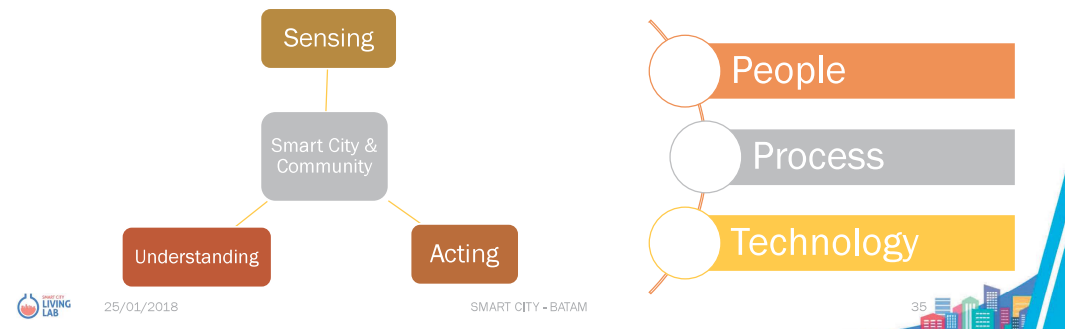 Sensing
Smart City &
Community
Understanding
Acting
People
Process
Technology
SMART CITY
LIVING
LAB
25/01/2018
SMART CITY - BATAM
35